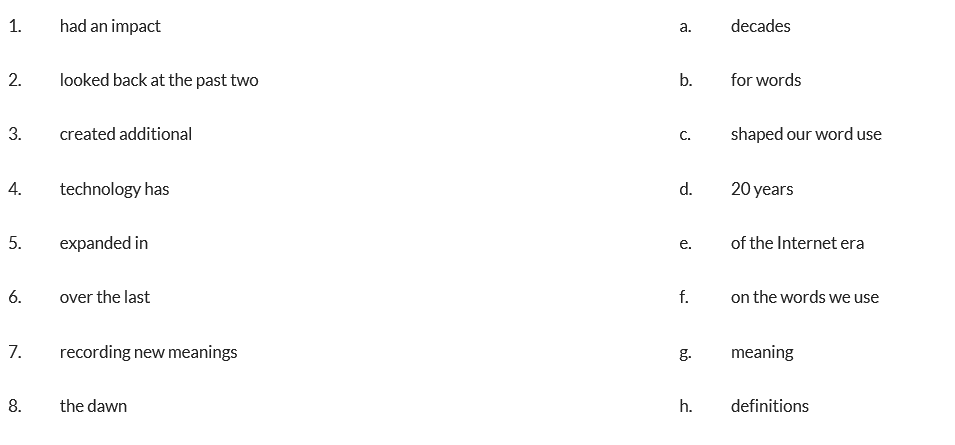 1. had an impact a. decades
2. looked back at the past two b. for words
3. created additional c. shaped our word use
4. technology has d. 20 years
5. expanded in e. of the Internet era
6. over the last f. on the words we use
7. recording new meanings g. meaning
8. the dawn h. definitions